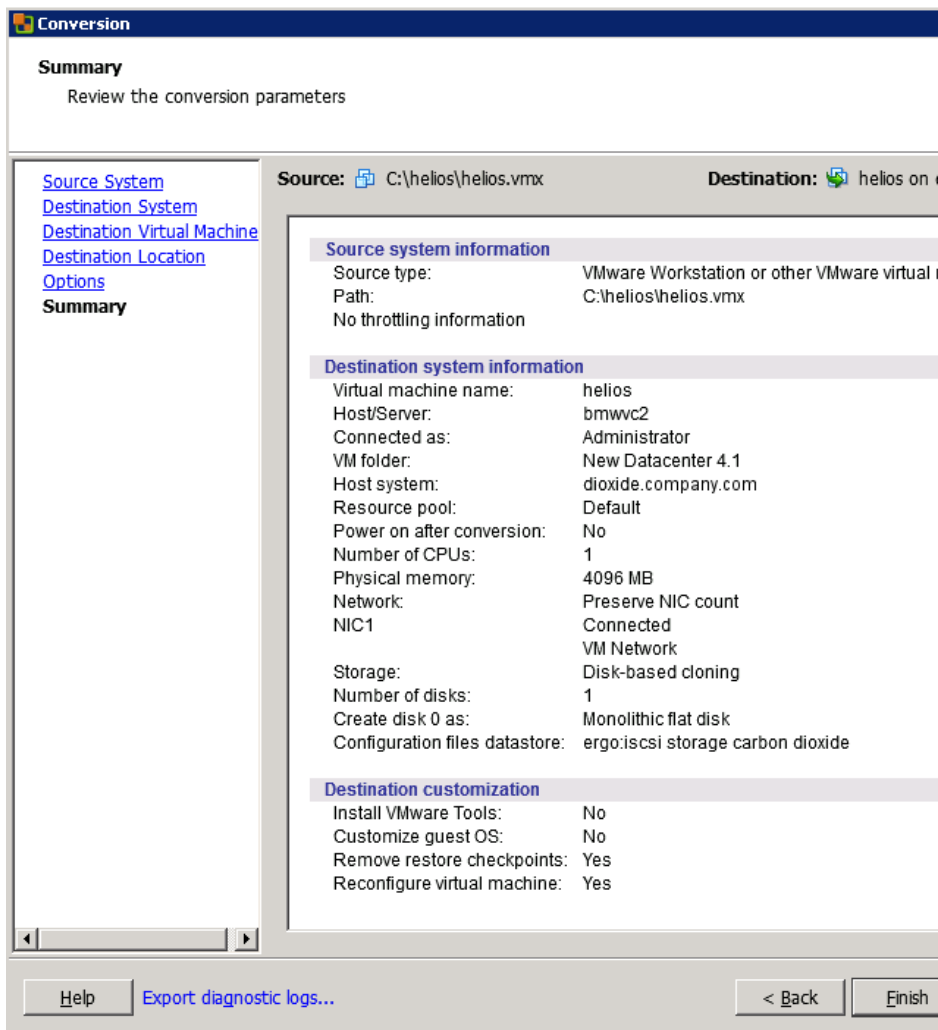 Conversion
Summary
Review the conversion parameters
Source System
Destination System
Destination Virtual Machine
Destination Location
Options
Summary
Source: C:\helios\helios.vmx Destination: helios on
Source system information
Source type: VMware Workstation or other VMware virtual
Path: C:\helios\helios.vmx
No throttling information
Destination system information
Virtual machine name: helios
Host/Server: bmwvc2
Connected as: Administrator
VM folder: New Datacenter 4.1
Host system: dioxide.company.com
Resource pool: Default
Power on after conversion: No
Number of CPUs: 1
Physical memory: 4096 MB
Network: Preserve NIC count
NIC1 Connected
VM Network
Storage: Disk-based cloning
Number of disks: 1
Create disk 0 as: Monolithic flat disk
Configuration files datastore: ergo:iscsi storage carbon dioxide
Destination customization
Install VMware Tools: No
Customize guest OS: No
Remove restore checkpoints: Yes
Reconfigure virtual machine: Yes
Help Export diagnostic logs... < Back Finish